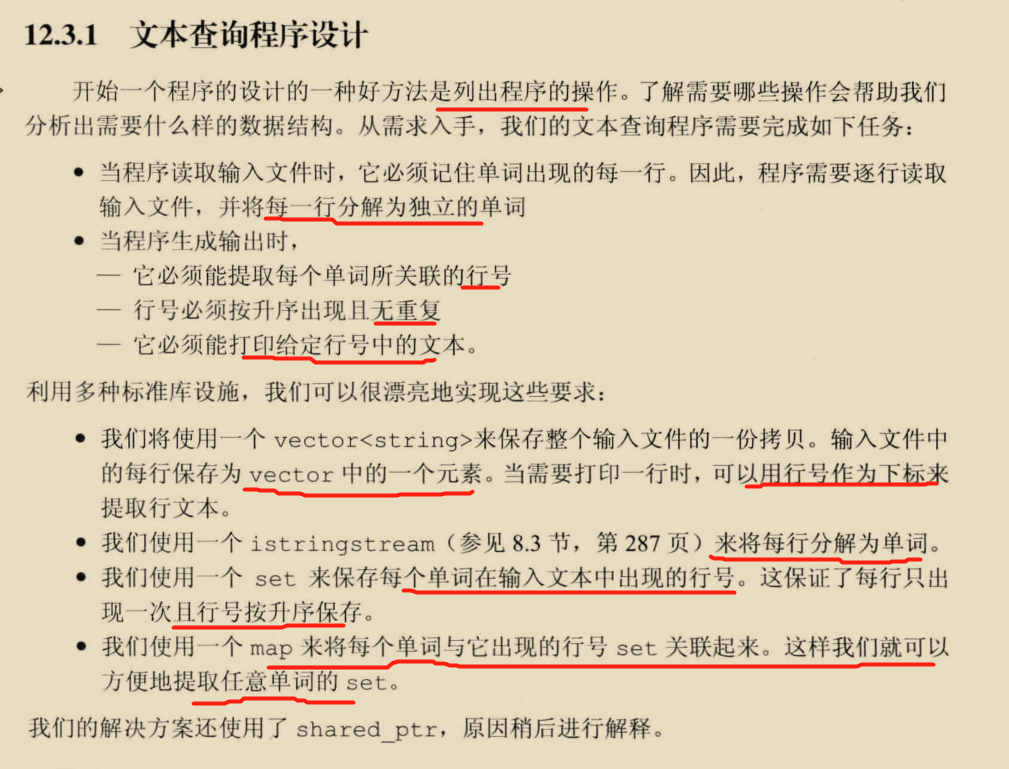 12.3.1 文本查询程序设计
开始一个程序的设计的一种好方法是列出程序的操作。了解需要哪些操作会帮助我们
分析出需要什么样的数据结构。从需求入手，我们的文本查询程序需要完成如下任务：
• 当程序读取输入文件时，它必须记住单词出现的每一行。因此，程序需要逐行读取
输入文件，并将每一行分解为独立的单词
• 当程序生成输出时，
— 它必须能提取每个单词所关联的行号
— 行号必须按升序出现且无重复
— 它必须能打印给定行号中的文本。
利用多种标准库设施，我们可以很漂亮地实现这些要求：
• 我们将使用一个 vector<string>来保存整个输入文件的一份拷贝。输入文件中
的每行保存为 vector 中的一个元素。当需要打印一行时，可以用行号作为下标来
提取行文本。
• 我们使用一个 istringstream（参见 8.3 节，第 287 页）来将每行分解为单词。
• 我们使用一个 set 来保存每个单词在输入文本中出现的行号。这保证了每行只出
现一次且行号按升序保存。
• 我们使用一个 map 来将每个单词与它出现的行号 set 关联起来。这样我们就可以
方便地提取任意单词的 set。
我们的解决方案还使用了 shared_ptr，原因稍后进行解释。